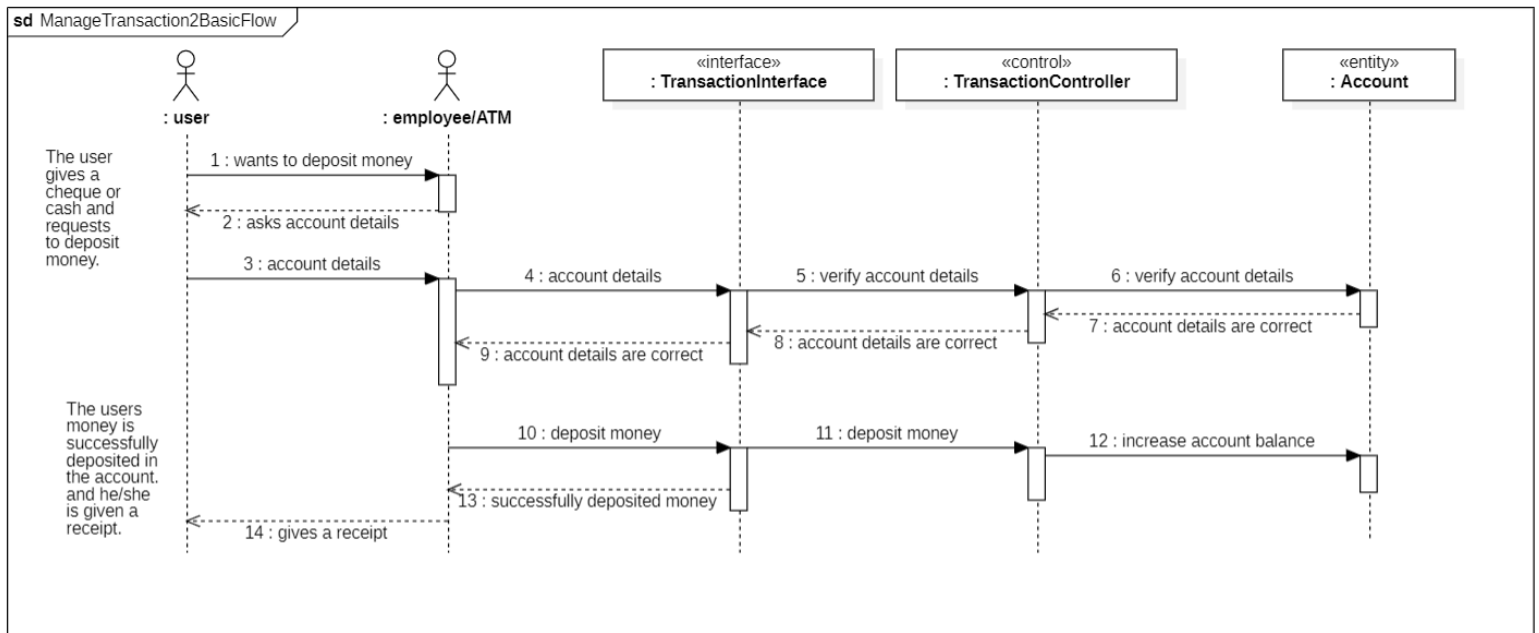 sd ManageTransaction2BasicFlow
: user
: employee/ATM
«interface»
: TransactionInterface
«control»
: TransactionController
«entity»
: Account
The user
gives a
cheque or
cash and
requests
to deposit
money.
1 : wants to deposit money
2 : asks account details
3 : account details
4 : account details
5 : verify account details
6 : verify account details
7 : account details are correct
8 : account details are correct
9 : account details are correct
The users
money is
successfully
deposited in
the account.
and he/she
is given a
receipt.
10 : deposit money
11 : deposit money
12 : increase account balance
13 : successfully deposited money
14 : gives a receipt